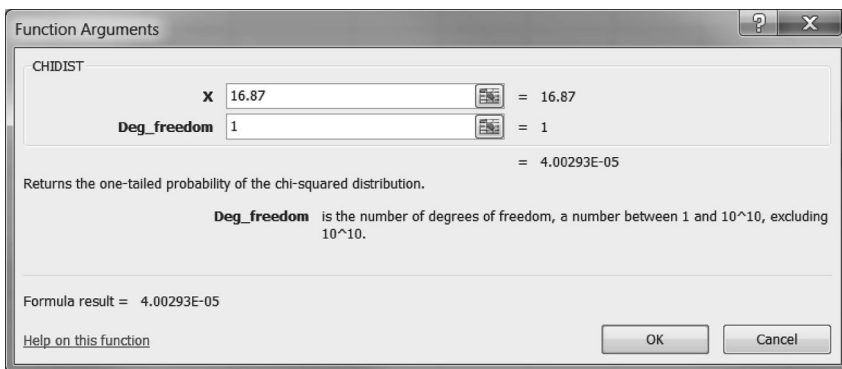 Function Arguments
CHIDIST
X 16.87 = 16.87
Deg_freedom 1 = 1
= 4.00293E-05
Returns the one-tailed probability of the chi-squared distribution.
Deg_freedom is the number of degrees of freedom, a number between 1 and 10^10, excluding
10^10.
Formula result = 4.00293E-05
Help on this function OK Cancel